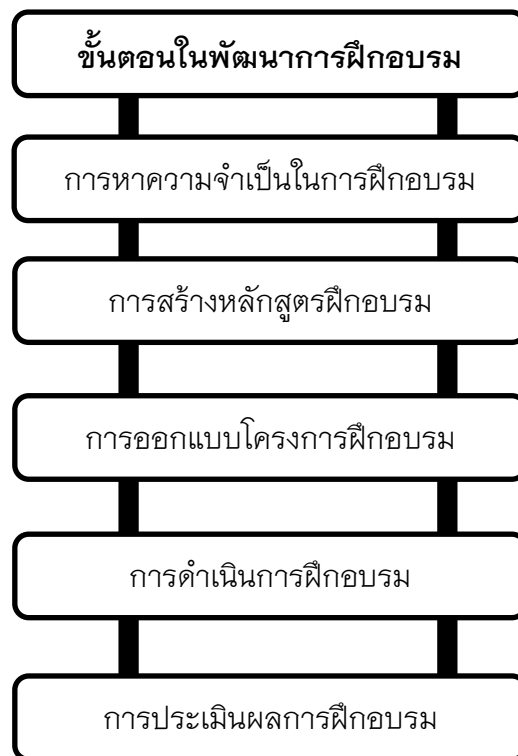 ขั้นตอนในพัฒนาการฝึกอบรม
การหาความจำเป็นในการฝึกอบรม
การสร้างหลักสูตรฝึกอบรม
การออกแบบโครงการฝึกอบรม
การดำเนินการฝึกอบรม
การประเมินผลการฝึกอบรม